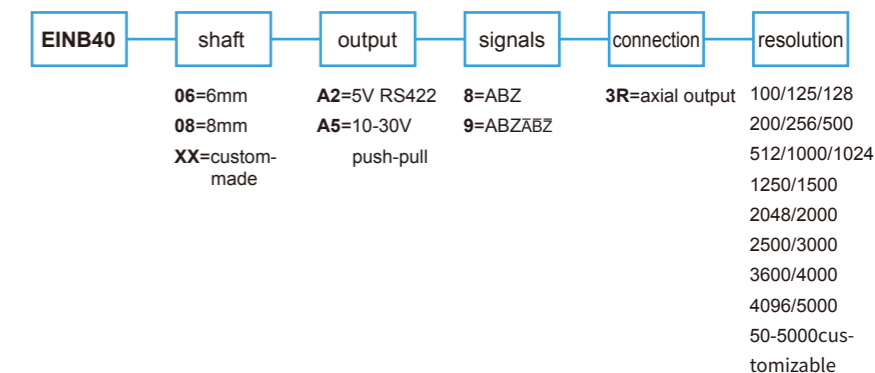 EINB40 shaft output signals connection resolution
06=6mm A2=5V RS422 8=ABZ 3R=axial output 100/125/128
08=8mm A5=10-30V 9=ABZA̅B̅Z̅ 200/256/500
XX=custom- push-pull 512/1000/1024
made 1250/1500
2048/2000
2500/3000
3600/4000
4096/5000
50-5000cus-
tomizable